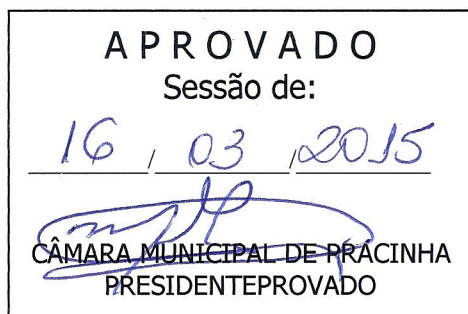 APROVADO
Sessão de:
16 / 03 / 2015
CÂMARA MUNICIPAL DE PRACINHA
PRESIDENTEPROVADO